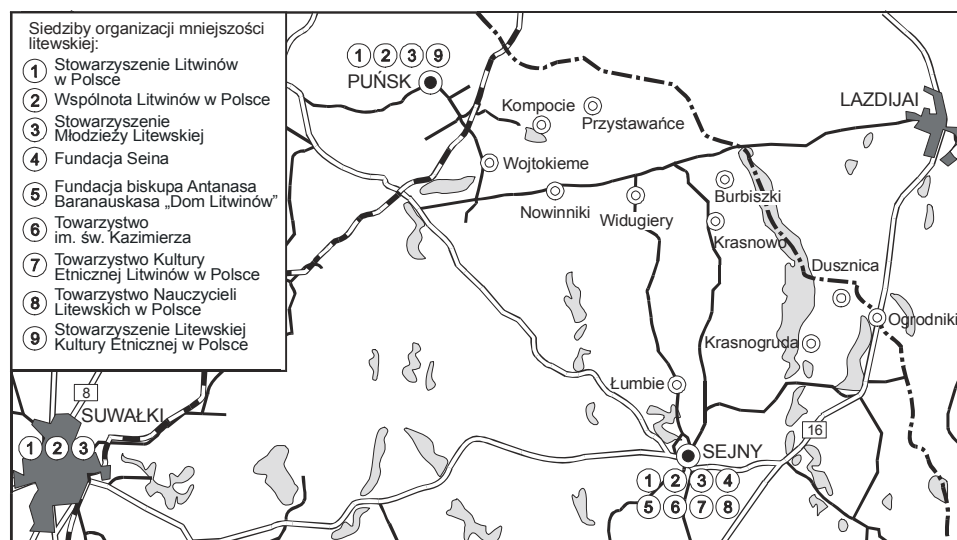 Siedziby organizacji mniejszości
litewskiej:
1 Stowarzyszenie Litwinów
w Polsce
2 Wspólnota Litwinów w Polsce
3 Stowarzyszenie
Młodzieży Litewskiej
4 Fundacja Seina
5 Fundacja biskupa Antanasa
Baranauskasa „Dom Litwinów”
6 Towarzystwo
im. św. Kazimierza
7 Towarzystwo Kultury
Etnicznej Litwinów w Polsce
8 Towarzystwo Nauczycieli
Litewskich w Polsce
9 Stowarzyszenie Litewskiej
Kultury Etnicznej w Polsce
1 2 3 9
PUŃSK
Kompocie
Przystawańce
LAZDIJAI
Wojtokieme
Nowinniki
Widugiery
Burbiszki
Krasnowo
Dusznica
Ogrodniki
Krasnogruda
Łumbie
8
SUWAŁKI
1 2 3
16
SEJNY
1 2 3 4
5 6 7 8